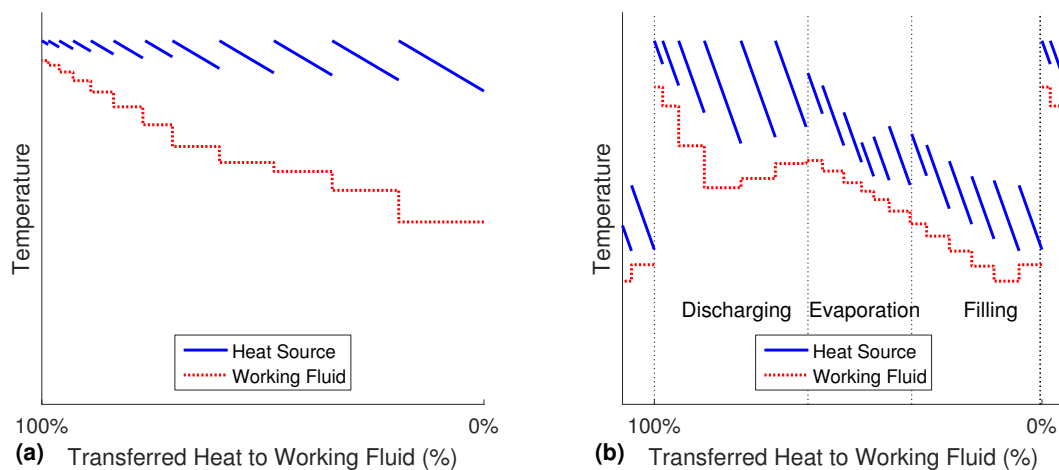 Temperature
Heat Source
Working Fluid
100%
0%
(a)
Transferred Heat to Working Fluid (%)
Temperature
Discharging
Evaporation
Filling
Heat Source
Working Fluid
100%
0%
(b)
Transferred Heat to Working Fluid (%)